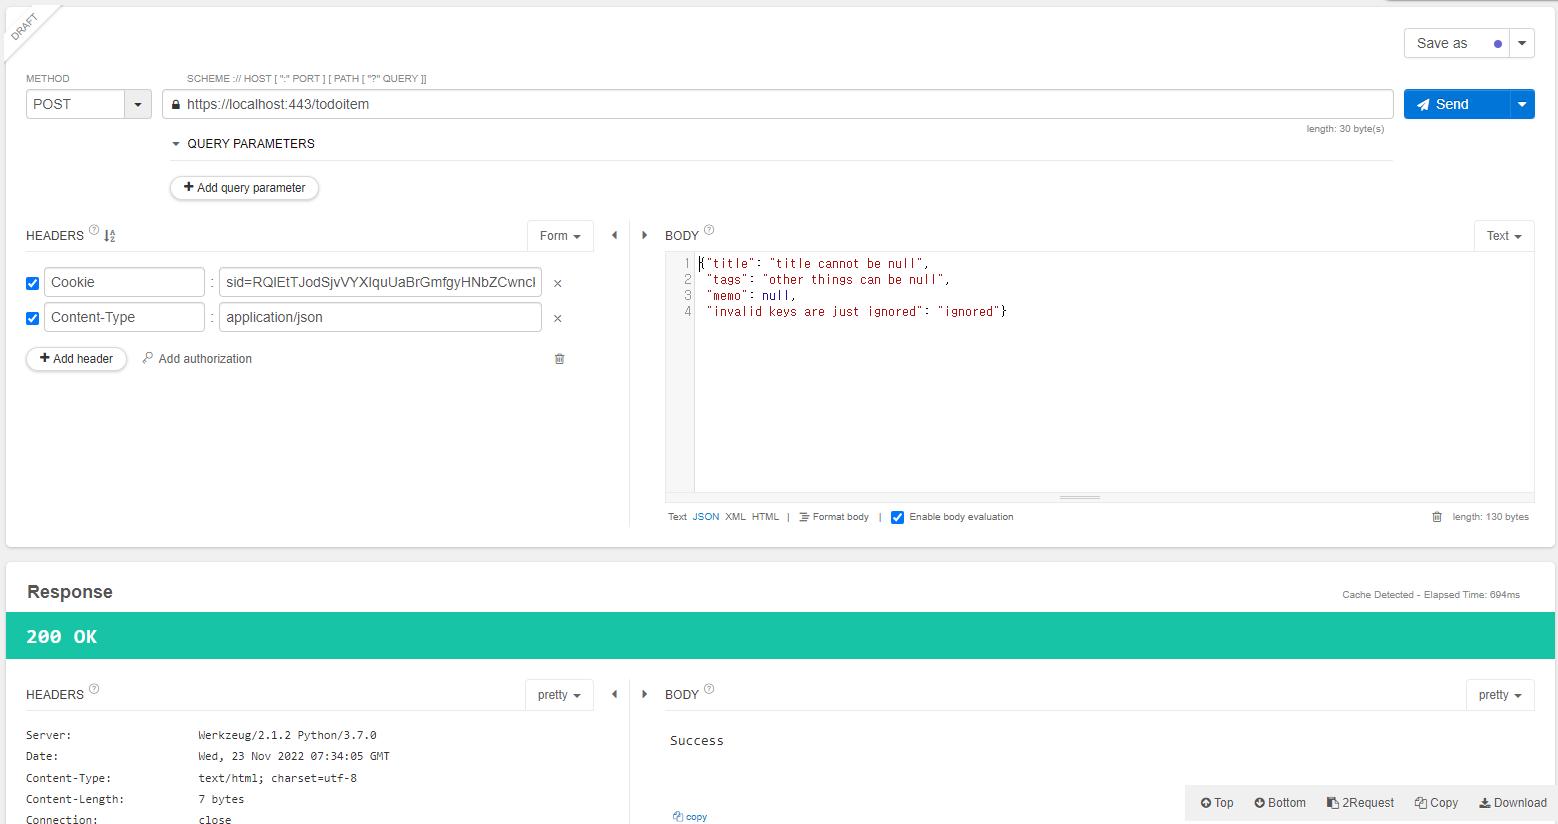 DRAFT
Save as
METHOD
SCHEME :// HOST [ ":" PORT ] [ PATH [ "?" QUERY ]]
POST
https://localhost:443/todoitem
Send
length: 30 byte(s)
QUERY PARAMETERS
+ Add query parameter
HEADERS ? A Z
Form
BODY ?
Text
Cookie : sid=RQIEtTJodSjvVYXIquUaBrGmfgyHNbZCwncl ×
Content-Type : application/json ×
+ Add header
Add authorization
1 {"title": "title cannot be null",
2 "tags": "other things can be null",
3 "memo": null,
4 "invalid keys are just ignored": "ignored"}
Text JSON XML HTML | Format body | Enable body evaluation
length: 130 bytes
Response
Cache Detected - Elapsed Time: 694ms
200 OK
HEADERS ?
pretty
BODY ?
pretty
Server: Werkzeug/2.1.2 Python/3.7.0
Date: Wed, 23 Nov 2022 07:34:05 GMT
Content-Type: text/html; charset=utf-8
Content-Length: 7 bytes
Connection: close
Success
copy
Top Bottom 2Request Copy Download